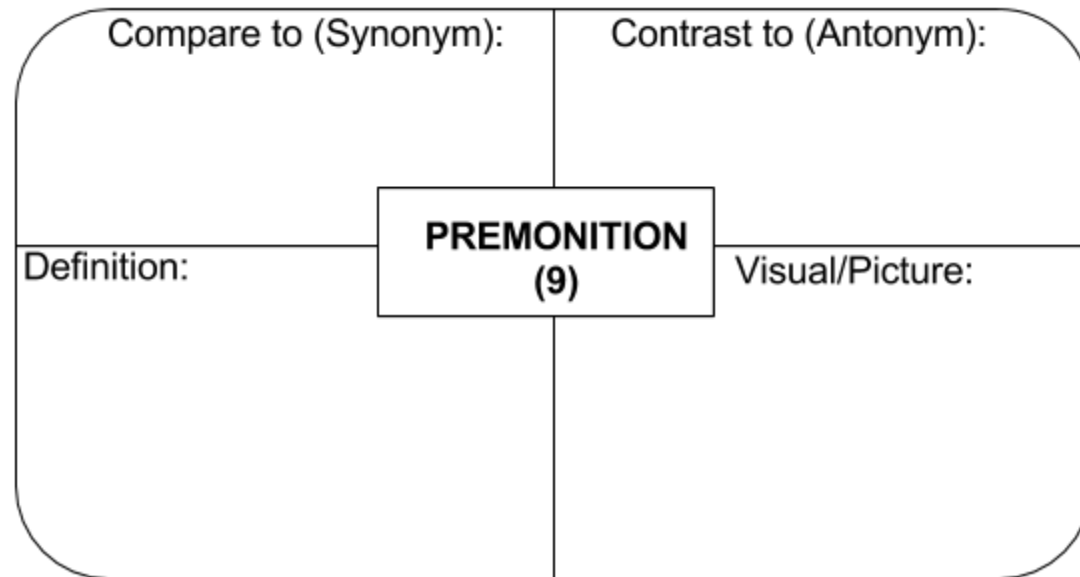 Compare to (Synonym):
Contrast to (Antonym):
PREMONITION
(9)
Definition:
Visual/Picture: